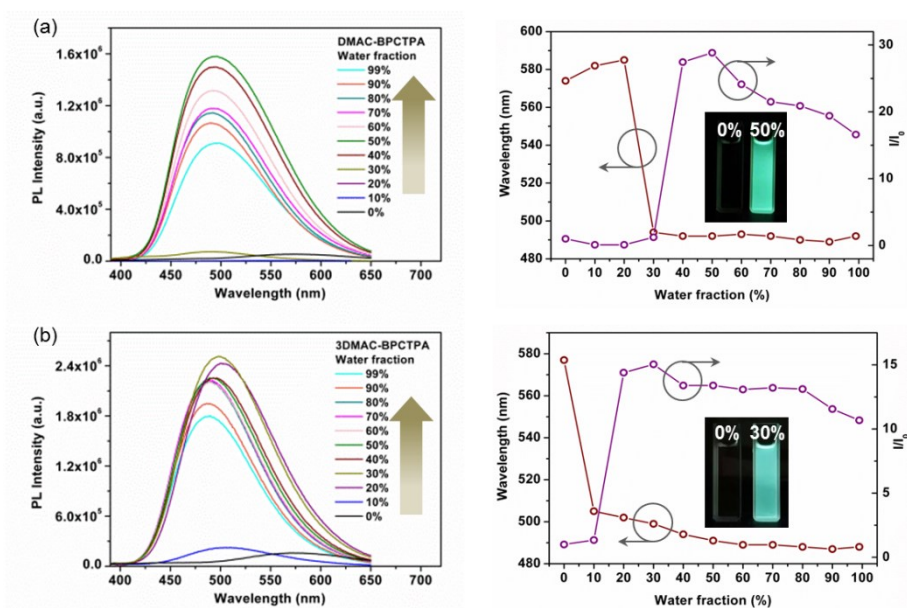 (a)
DMAC-BPCTPA
Water fraction
99%
90%
80%
70%
60%
50%
40%
30%
20%
10%
0%
1.6x10⁶
1.2x10⁶
8.0x10⁵
4.0x10⁵
0.0
PL Intensity (a.u.)
400 450 500 550 600 650 700
Wavelength (nm)
600
580
560
540
520
500
480
Wavelength (nm)
30
20
10
0
I/I₀
0% 50%
0 10 20 30 40 50 60 70 80 90 100
Water fraction (%)
(b)
3DMAC-BPCTPA
Water fraction
99%
90%
80%
70%
60%
50%
40%
30%
20%
10%
0%
2.4x10⁶
1.8x10⁶
1.2x10⁶
6.0x10⁵
0.0
PL Intensity (a.u.)
400 450 500 550 600 650 700
Wavelength (nm)
580
560
540
520
500
480
Wavelength (nm)
15
10
5
0
I/I₀
0% 30%
0 10 20 30 40 50 60 70 80 90 100
Water fraction (%)